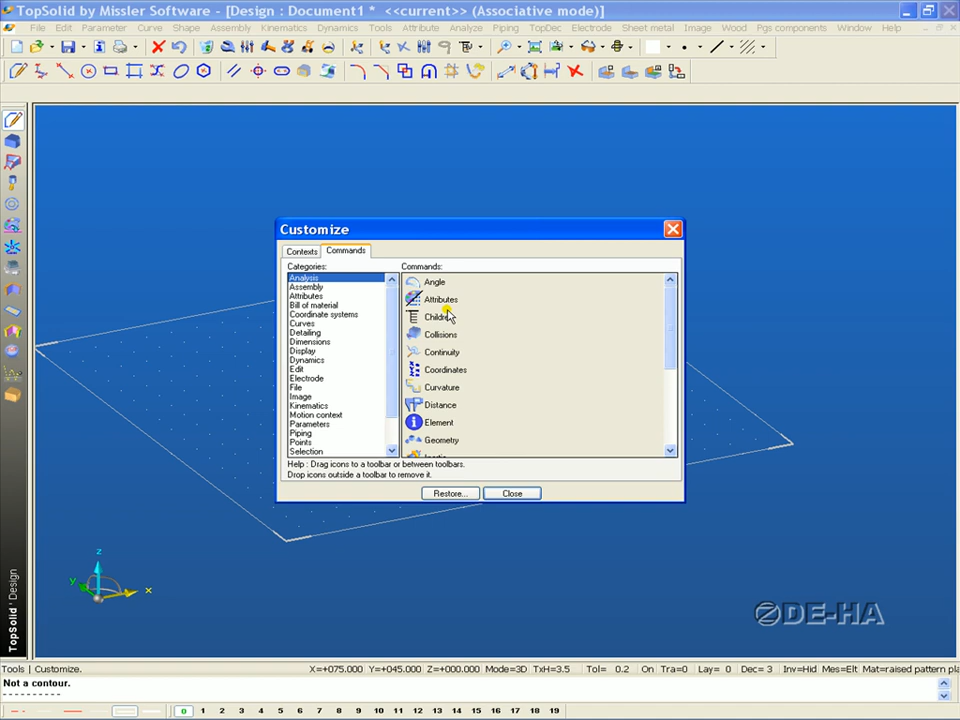 TopSolid by Missler Software - [Design : Document1 *  <<current>> (Associative mode)]
File Edit Views Parameter Curve Shape Assembly Kinematics Dynamics Tools Attribute Analyze Piping TopDec Electrode Image Wood Pgs components Window Help
Customize
Contexts Commands
Categories: Commands:
Analysis
Assembly
Attributes
Bill of material
Coordinate systems
Curves
Detailing
Dimensions
Display
Dynamics
Edit
Electrode
File
Image
Kinematics
Motion context
Parameters
Piping
Points
Selection
Angle
Attributes
Collisions
Continuity
Coordinates
Curvature
Distance
Element
Geometry
Help : Drag icons to a toolbar or between toolbars.
Drop icons outside a toolbar to remove it.
Restore... Close
z
y
x
TopSolid'Design
DE-HA
Tools | Customize. X=+075.000 Y=+045.000 Z=+000.000 Mode=3D TxH=3.5 Tol= 0.2 On Tra=0 Lay= 0 Dec= 3 Inv=Hid Mes=Elt Mat=raised pattern pla
Not a contour.
----------
0 1 2 3 4 5 6 7 8 9 10 11 12 13 14 15 16 17 18 19